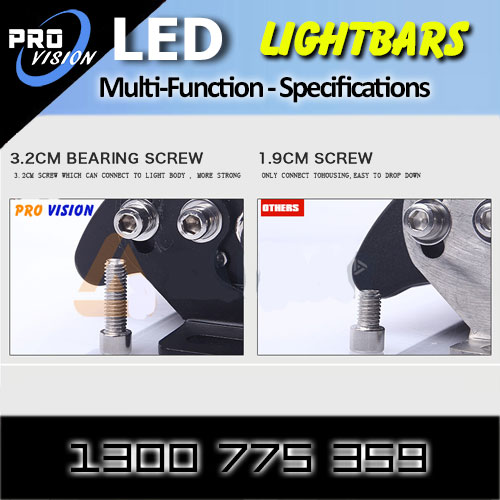 PRO
VISION
LED LIGHTBARS
Multi-Function - Specifications
3.2CM BEARING SCREW
3.2CM SCREW WHICH CAN CONNECT TO LIGHT BODY , MORE STRONG
1.9CM SCREW
ONLY CONNECT TOHOUSING,EASY TO DROP DOWN
PRO VISION
OTHERS
1300 775 359